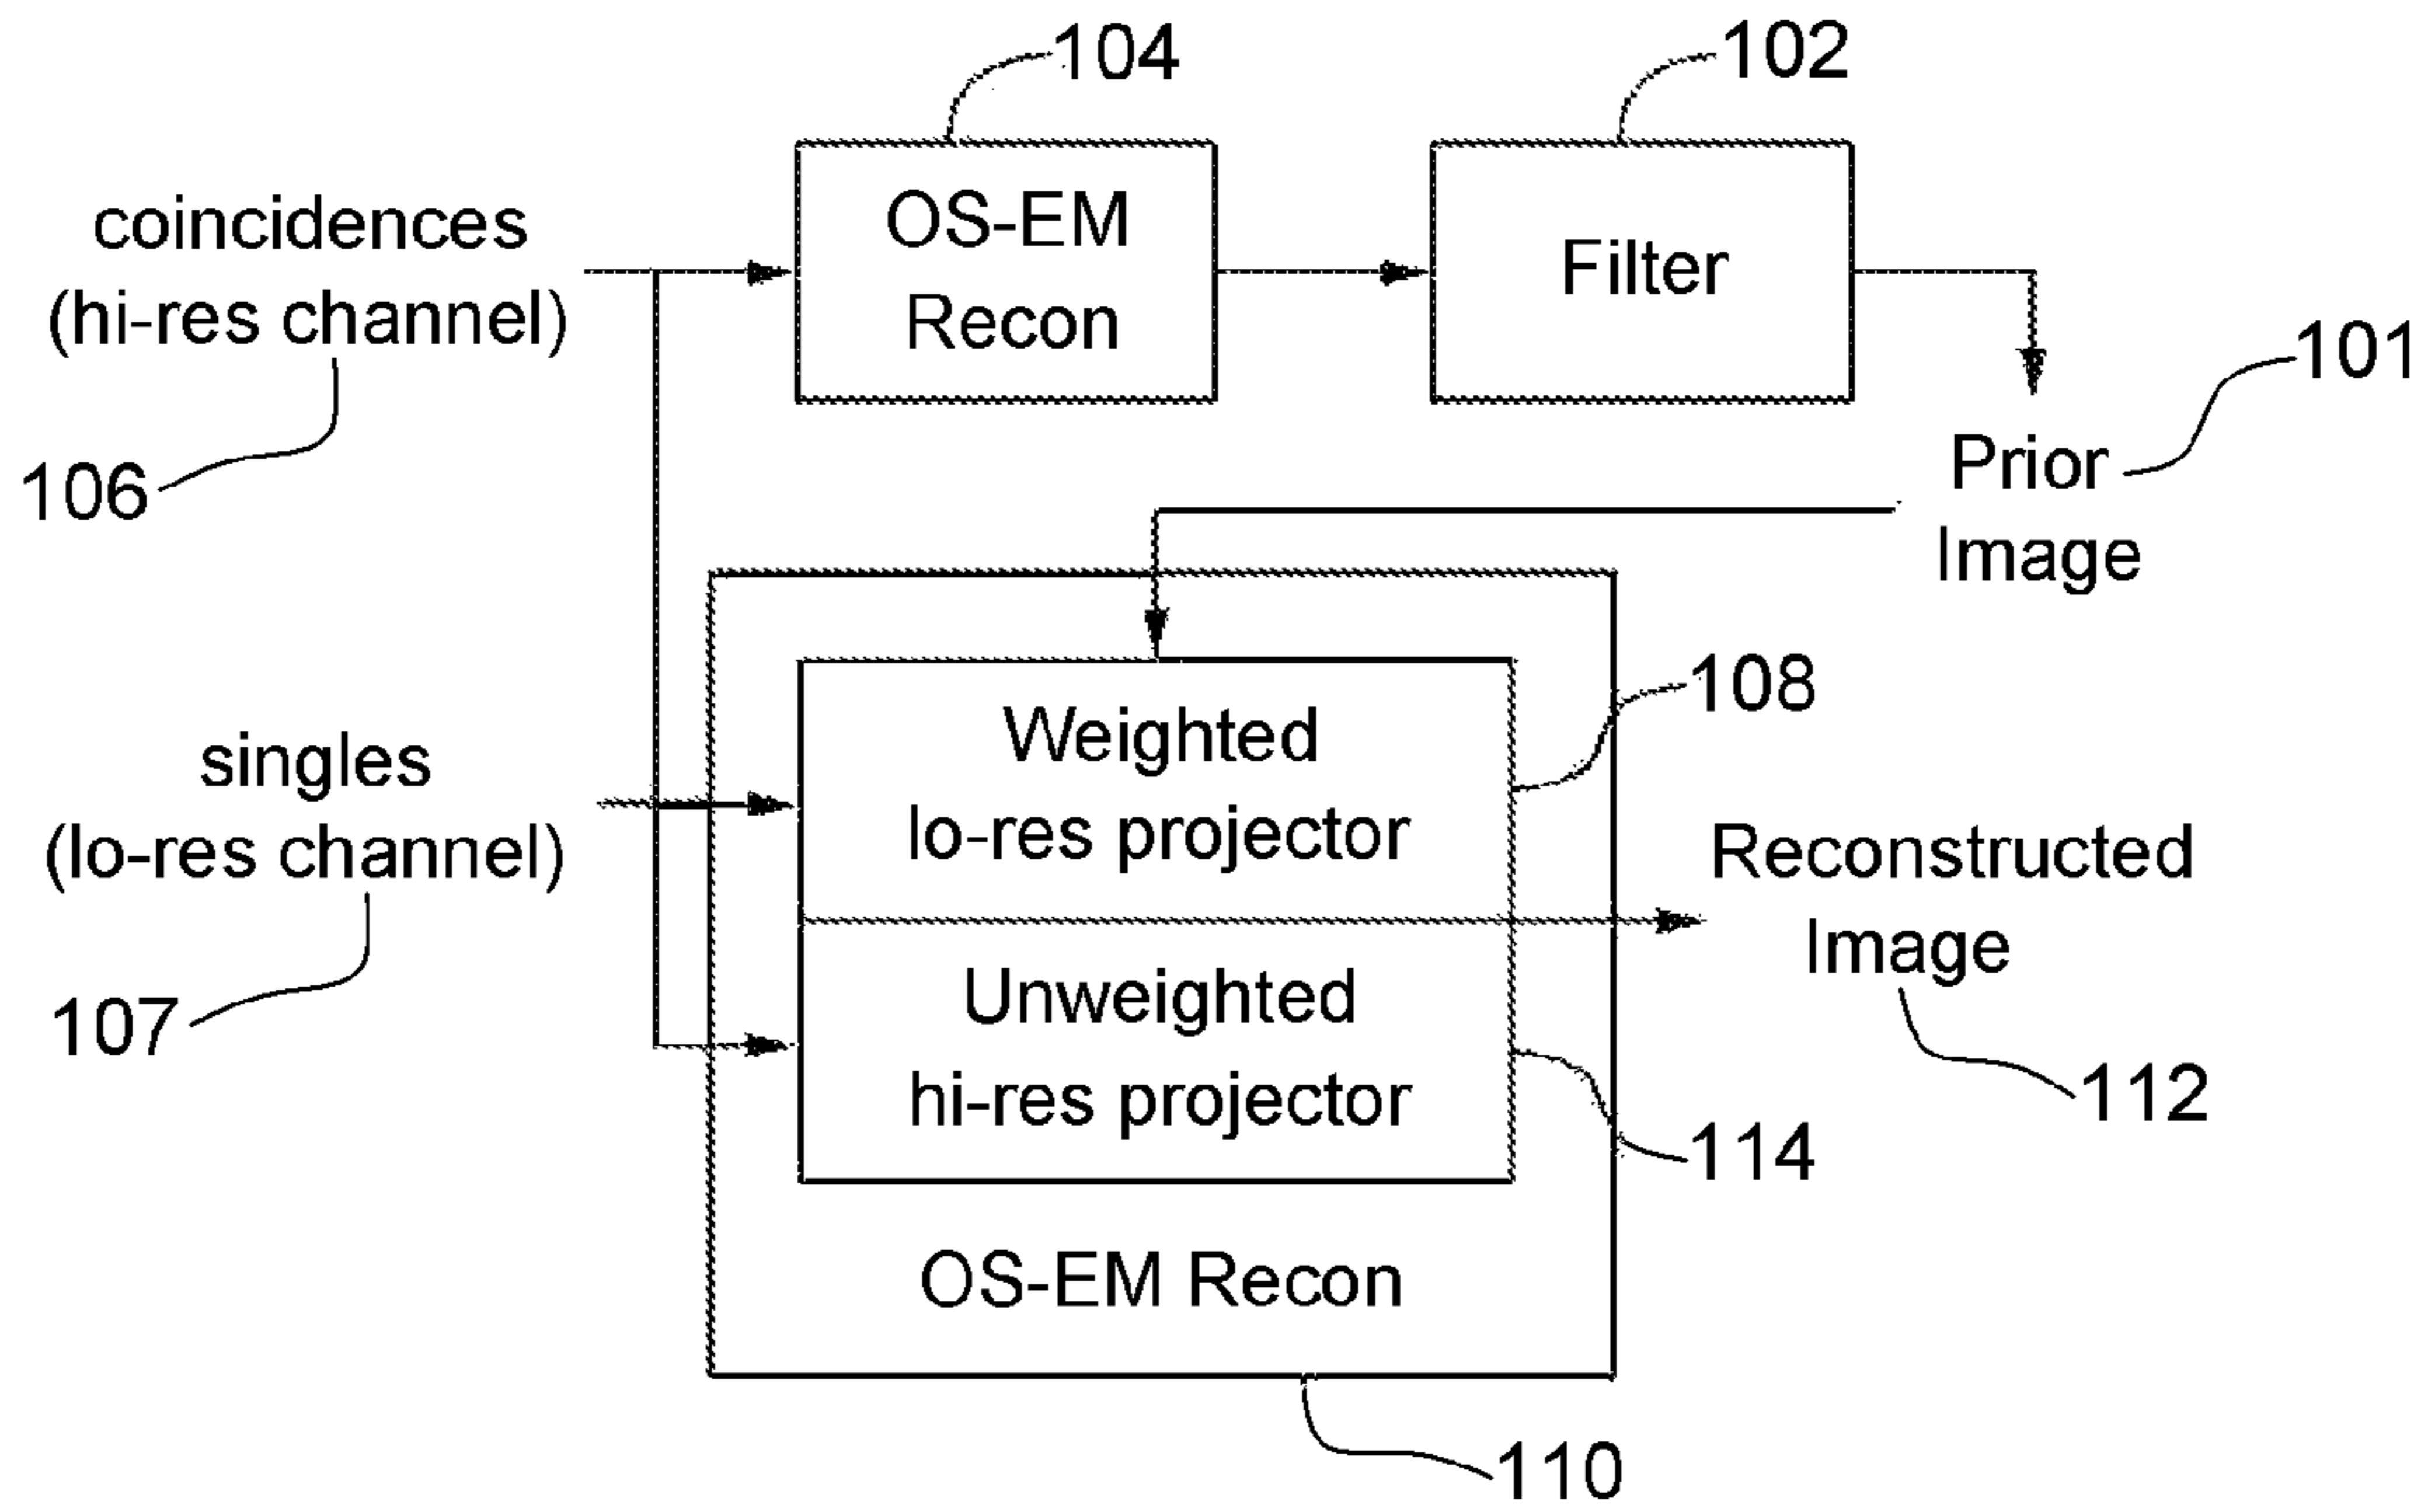 104
102
OS-EM
Recon
Filter
coincidences
(hi-res channel)
106
101
Prior
Image
108
Weighted
lo-res projector
singles
(lo-res channel)
107
Unweighted
hi-res projector
Reconstructed
Image
112
114
OS-EM Recon
110